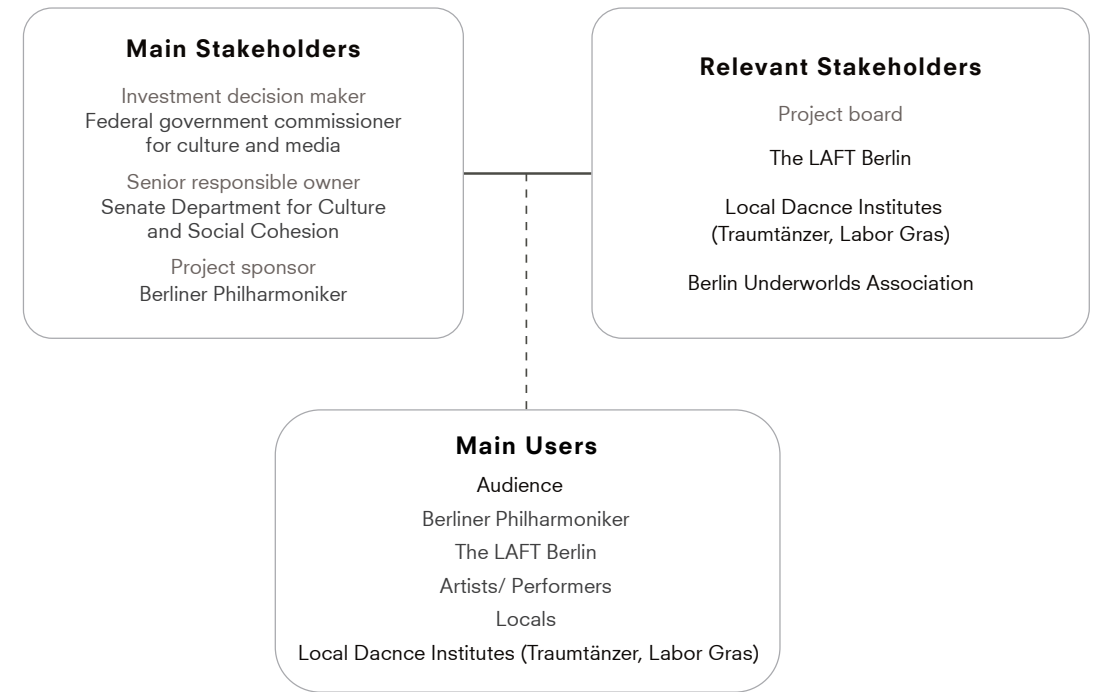 Main Stakeholders
Investment decision maker
Federal government commissioner
for culture and media
Senior responsible owner
Senate Department for Culture
and Social Cohesion
Project sponsor
Berliner Philharmoniker
Relevant Stakeholders
Project board
The LAFT Berlin
Local Dacnce Institutes
(Traumtänzer, Labor Gras)
Berlin Underworlds Association
Main Users
Audience
Berliner Philharmoniker
The LAFT Berlin
Artists/ Performers
Locals
Local Dacnce Institutes (Traumtänzer, Labor Gras)